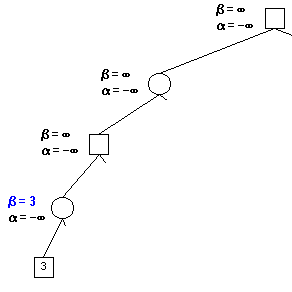 β = ∞
α = −∞
β = ∞
α = −∞
β = ∞
α = −∞
β = 3
α = −∞
3